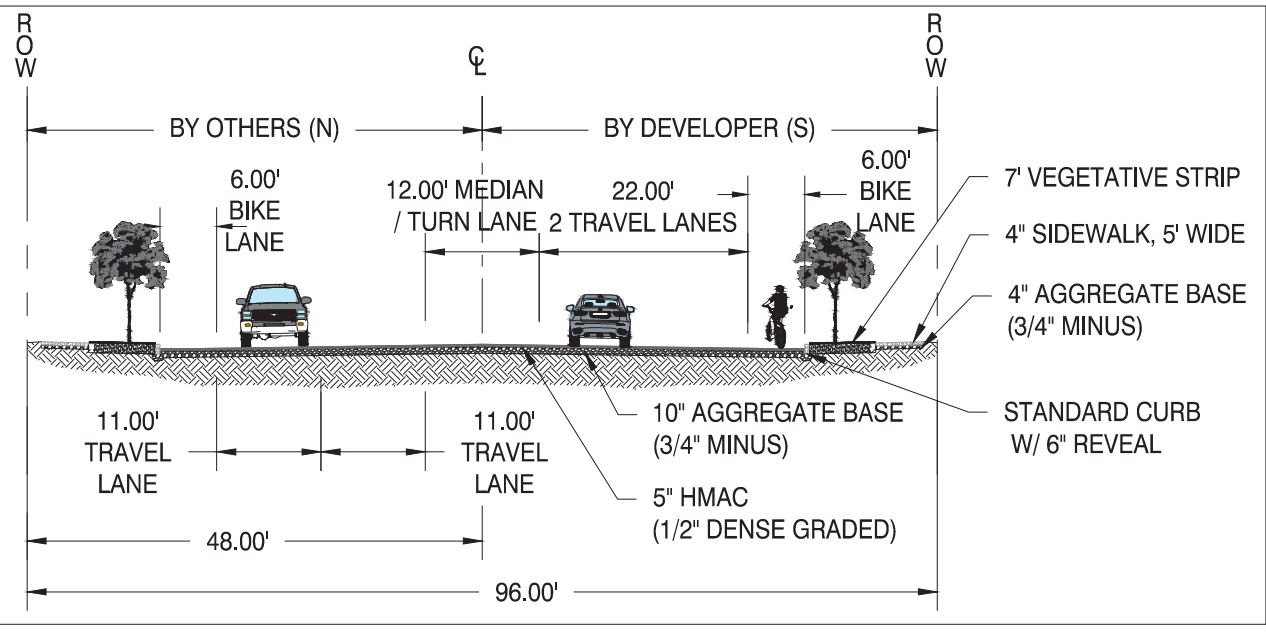 R
O
W
℄
R
O
W
BY OTHERS (N)
BY DEVELOPER (S)
6.00'
BIKE
LANE
12.00' MEDIAN
/ TURN LANE
22.00'
2 TRAVEL LANES
6.00'
BIKE
LANE
7' VEGETATIVE STRIP
4" SIDEWALK, 5' WIDE
4" AGGREGATE BASE
(3/4" MINUS)
11.00'
TRAVEL
LANE
11.00'
TRAVEL
LANE
10" AGGREGATE BASE
(3/4" MINUS)
STANDARD CURB
W/ 6" REVEAL
5" HMAC
(1/2" DENSE GRADED)
48.00'
96.00'